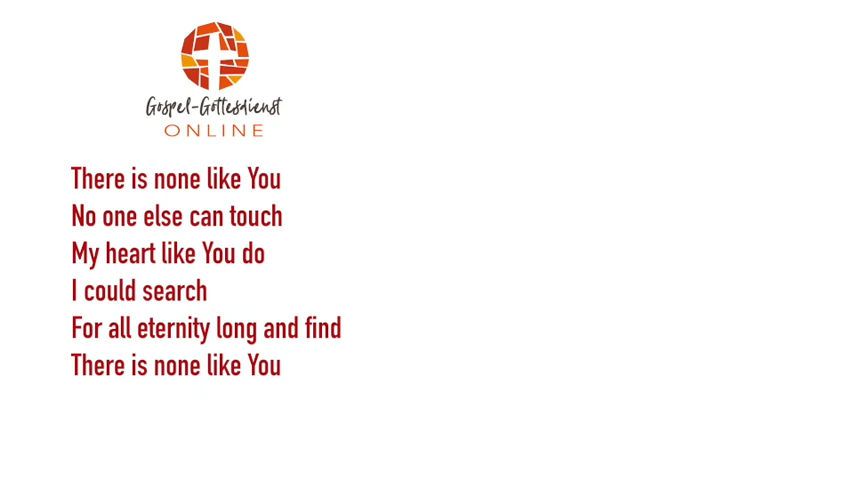 Gospel-Gottesdienst
ONLINE
There is none like You
No one else can touch
My heart like You do
I could search
For all eternity long and find
There is none like You